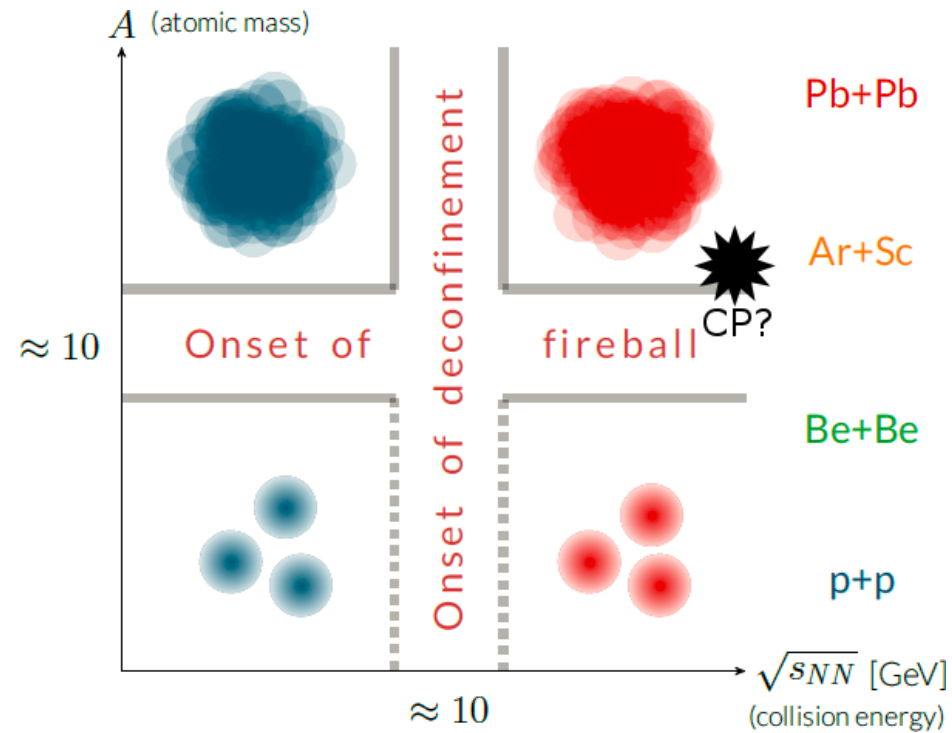 A (atomic mass)
Pb+Pb
Ar+Sc
CP?
≈ 10
Onset of fireball
Onset of deconfinement
Be+Be
p+p
√sNN [GeV]
≈ 10
(collision energy)